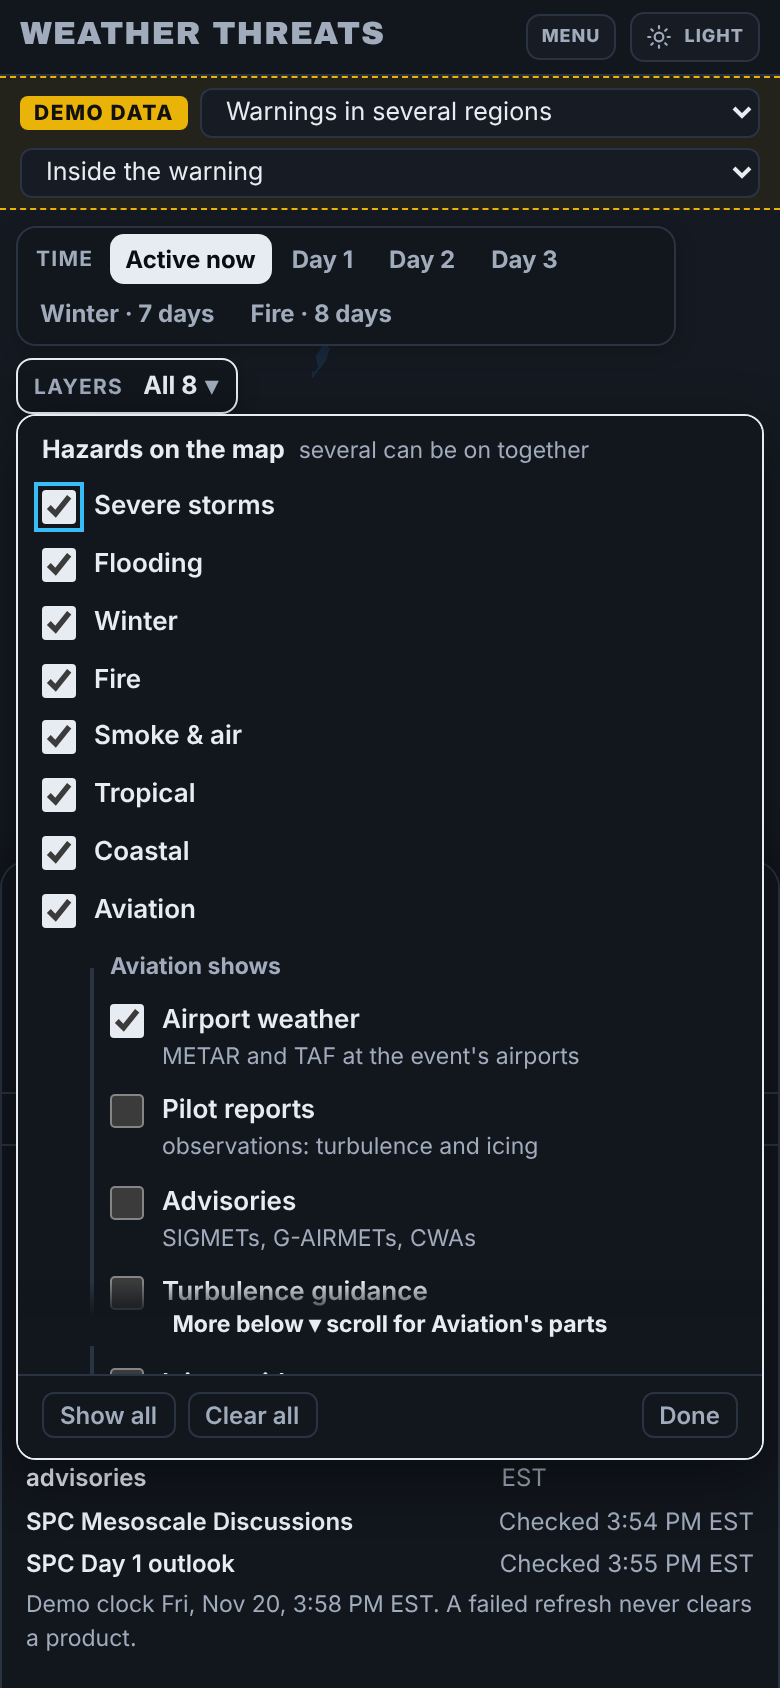 WEATHER THREATS
MENU
LIGHT
DEMO DATA
Warnings in several regions
Inside the warning
TIME Active now Day 1 Day 2 Day 3
Winter · 7 days Fire · 8 days
LAYERS All 8 ▾
Hazards on the map several can be on together
Severe storms
Flooding
Winter
Fire
Smoke & air
Tropical
Coastal
Aviation
Aviation shows
Airport weather
METAR and TAF at the event's airports
Pilot reports
observations: turbulence and icing
Advisories
SIGMETs, G-AIRMETs, CWAs
Turbulence guidance
More below ▾ scroll for Aviation's parts
Show all Clear all Done
advisories EST
SPC Mesoscale Discussions Checked 3:54 PM EST
SPC Day 1 outlook Checked 3:55 PM EST
Demo clock Fri, Nov 20, 3:58 PM EST. A failed refresh never clears
a product.